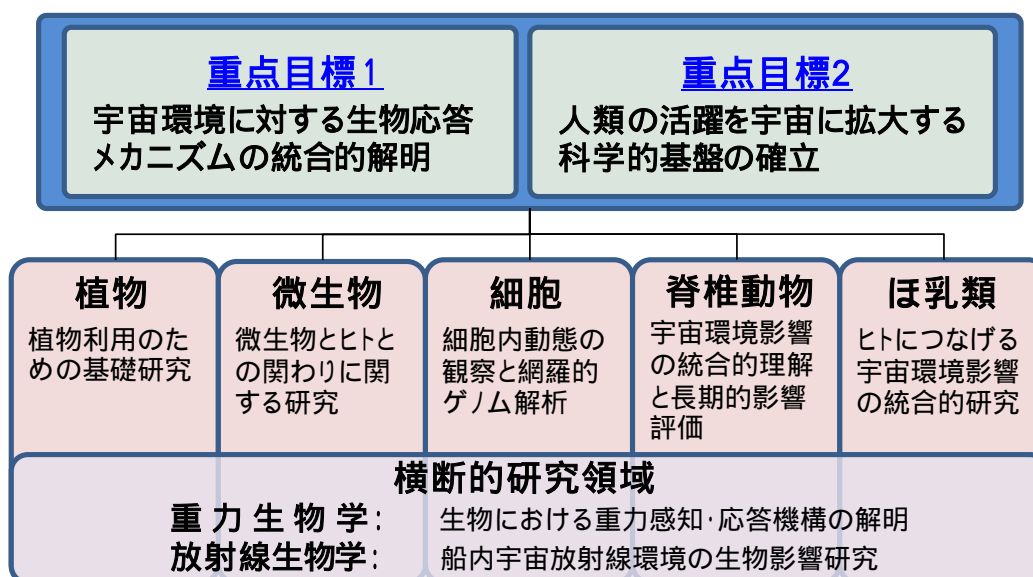 重点目標1
宇宙環境に対する生物応答
メカニズムの統合的解明
重点目標2
人類の活躍を宇宙に拡大する
科学的基盤の確立
植物
植物利用のた
めの基礎研究
微生物
微生物とヒトと
の関わりに関
する研究
細胞
細胞内動態の
観察と網羅的
ゲノム解析
脊椎動物
宇宙環境影響
の統合的理解
と長期的影響
評価
ほ乳類
ヒトにつなげる
宇宙環境影響
の統合的研究
横断的研究領域
重力生物学: 生物における重力感知・応答機構の解明
放射線生物学: 船内宇宙放射線環境の生物影響研究